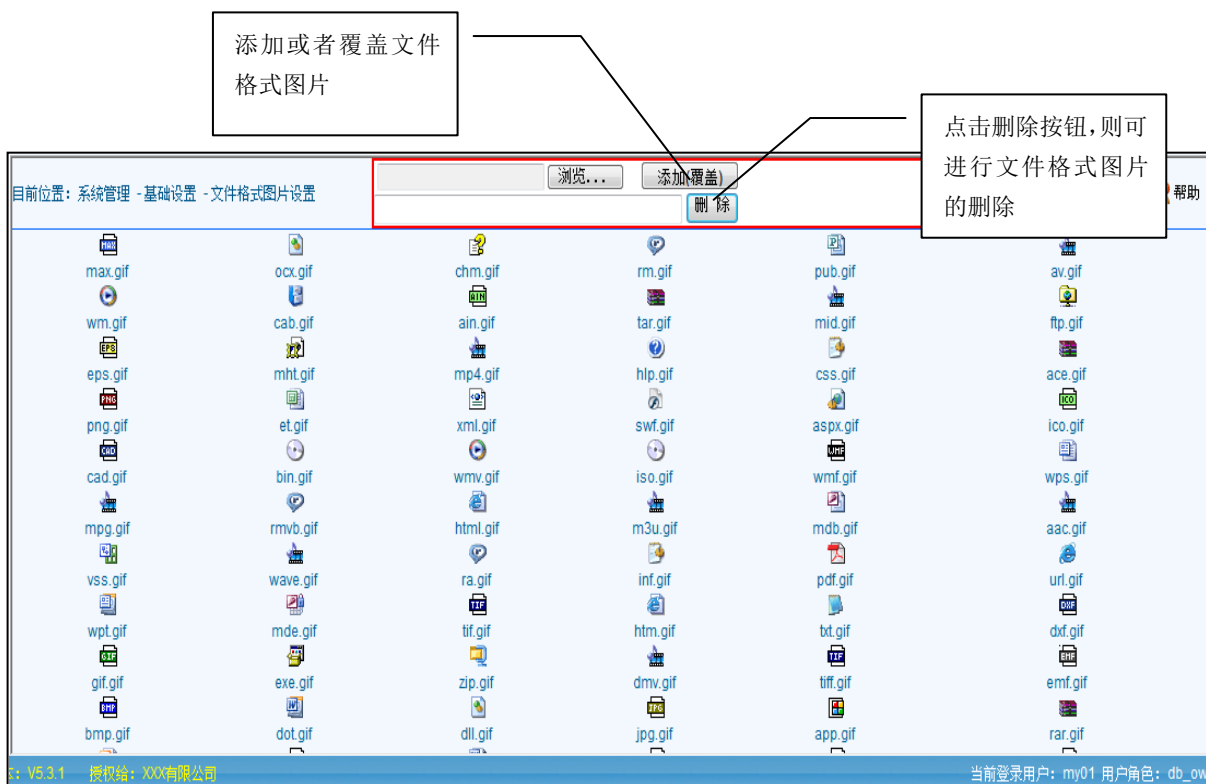 添加或者覆盖文件
格式图片
点击删除按钮,则可
进行文件格式图片
的删除
目前位置：系统管理 -基础设置 -文件格式图片设置
浏览... 添加(覆盖)
删 除
帮助
max.gif ocx.gif chm.gif rm.gif pub.gif av.gif
wm.gif cab.gif ain.gif tar.gif mid.gif ftp.gif
eps.gif mht.gif mp4.gif hlp.gif css.gif ace.gif
png.gif et.gif xml.gif swf.gif aspx.gif ico.gif
cad.gif bin.gif wmv.gif iso.gif wmf.gif wps.gif
mpg.gif rmvb.gif html.gif m3u.gif mdb.gif aac.gif
vss.gif wave.gif ra.gif inf.gif pdf.gif url.gif
wpt.gif mde.gif tif.gif htm.gif txt.gif dxf.gif
gif.gif exe.gif zip.gif dmv.gif tiff.gif emf.gif
bmp.gif dot.gif dll.gif jpg.gif app.gif rar.gif
：V5.3.1 授权给：XXX有限公司 当前登录用户：my01 用户角色：db_ow